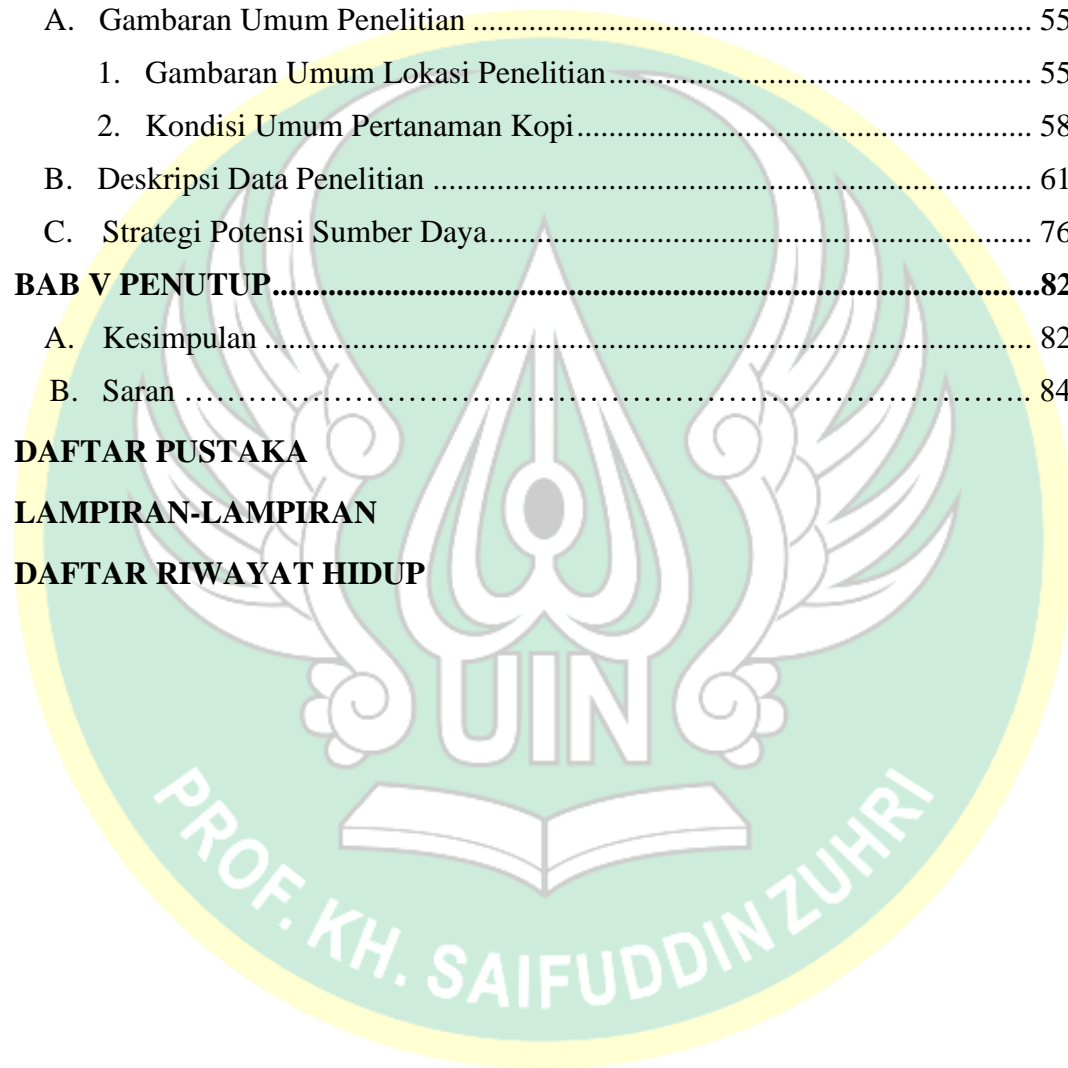 A. Gambaran Umum Penelitian ........................................................................ 55
1. Gambaran Umum Lokasi Penelitian ...................................................... 55
2. Kondisi Umum Pertanaman Kopi .......................................................... 58
B. Deskripsi Data Penelitian ............................................................................. 61
C. Strategi Potensi Sumber Daya ...................................................................... 76
BAB V PENUTUP .................................................................................................82
A. Kesimpulan .................................................................................................. 82
B. Saran ………………………………………………………………………….. 84
DAFTAR PUSTAKA
LAMPIRAN-LAMPIRAN
DAFTAR RIWAYAT HIDUP
UIN
PROF. KH. SAIFUDDIN ZUHRI